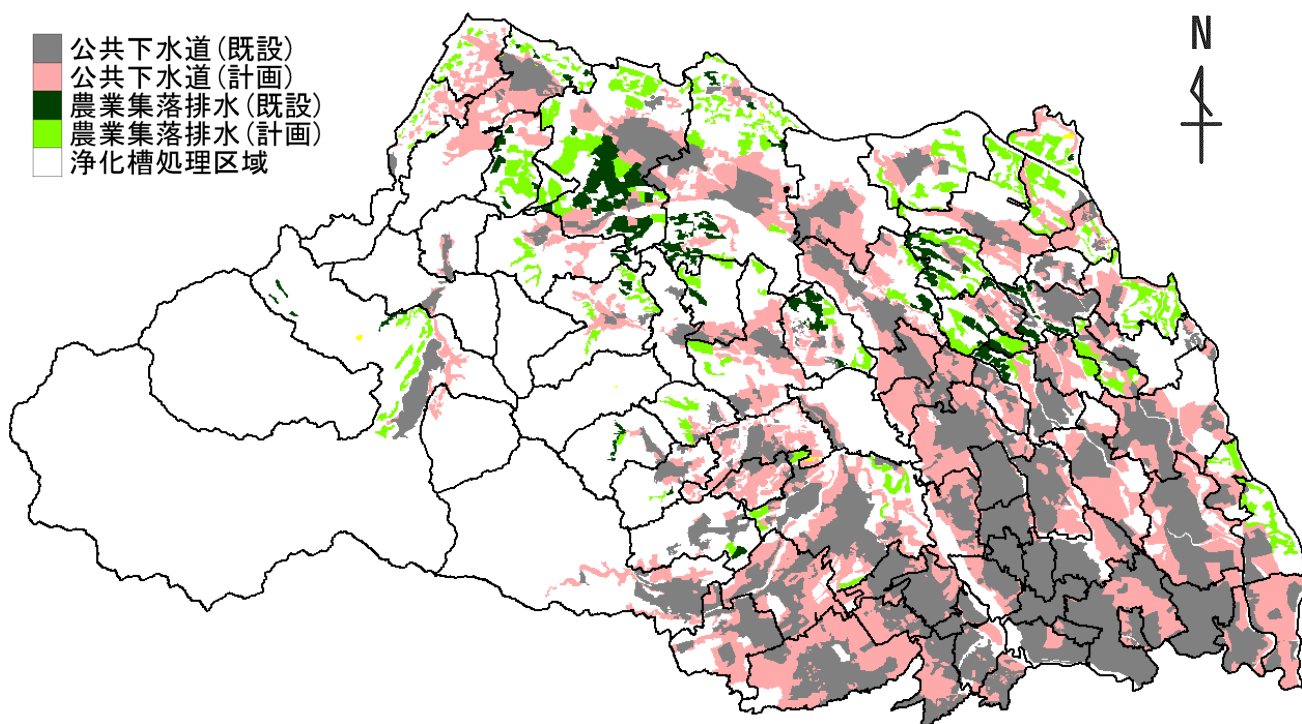 公共下水道(既設)
公共下水道(計画)
農業集落排水(既設)
農業集落排水(計画)
浄化槽処理区域
N